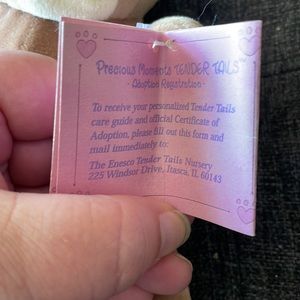 Precious Moments TENDER TAILS™
- Adoption Registration -
To receive your personalized Tender Tails
care guide and official Certificate of
Adoption, please fill out this form and
mail immediately to:
The Enesco Tender Tails Nursery
225 Windsor Drive, Itasca, IL 60143